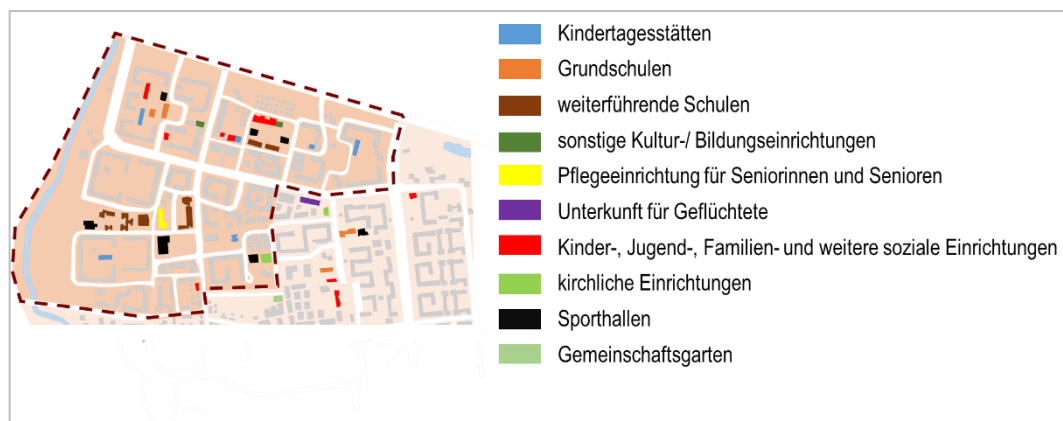 Kindertagesstätten
Grundschulen
weiterführende Schulen
sonstige Kultur-/ Bildungseinrichtungen
Pflegeeinrichtung für Seniorinnen und Senioren
Unterkunft für Geflüchtete
Kinder-, Jugend-, Familien- und weitere soziale Einrichtungen
kirchliche Einrichtungen
Sporthallen
Gemeinschaftsgarten